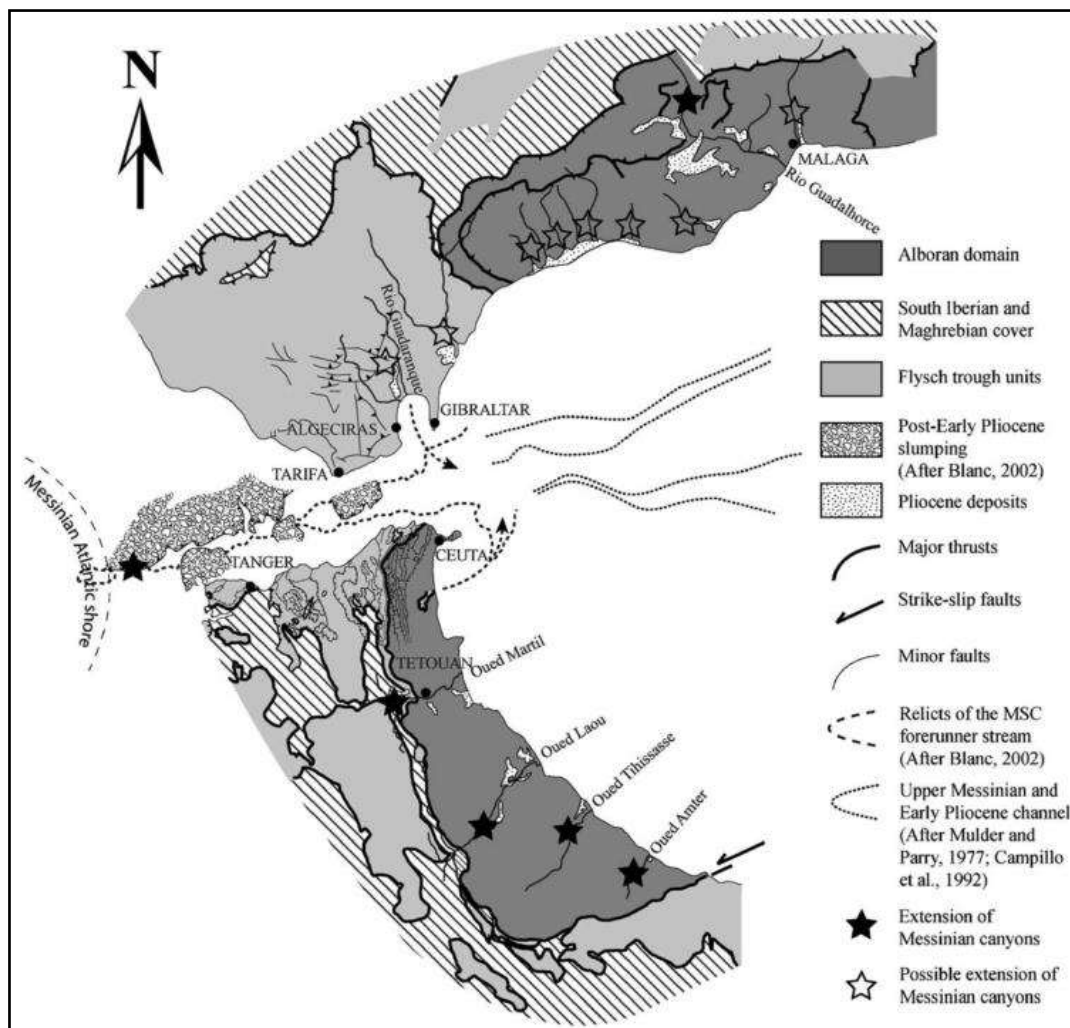 N
MALAGA
Rio Guadalhorce
Rio Guadaranque
GIBRALTAR
ALGECIRAS
TARIFA
Messinian Atlantic shore
TANGER
CEUTA
TETOUAN
Oued Martil
Oued Laou
Oued Tihissasse
Oued Amter
Alboran domain
South Iberian and
Maghrebian cover
Flysch trough units
Post-Early Pliocene
slumping
(After Blanc, 2002)
Pliocene deposits
Major thrusts
Strike-slip faults
Minor faults
Relicts of the MSC
forerunner stream
(After Blanc, 2002)
Upper Messinian and
Early Pliocene channel
(After Mulder and
Parry, 1977; Campillo
et al., 1992)
Extension of
Messinian canyons
Possible extension of
Messinian canyons